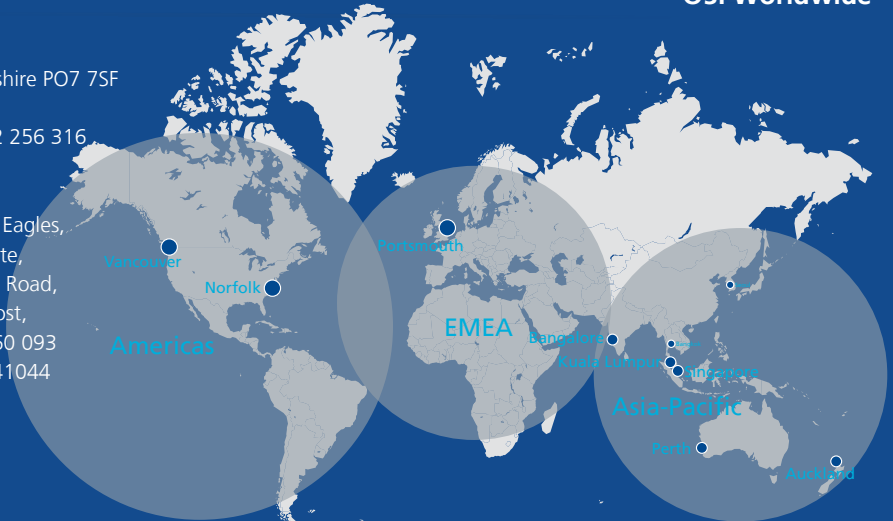 OSI Worldwide
shire PO7 7SF
2 256 316
Eagles,
te,
Road,
ost,
60 093
41044
Vancouver
Norfolk
Americas
Portsmouth
EMEA
Bangalore
Kuala Lumpur
Singapore
Asia-Pacific
Perth
Auckland